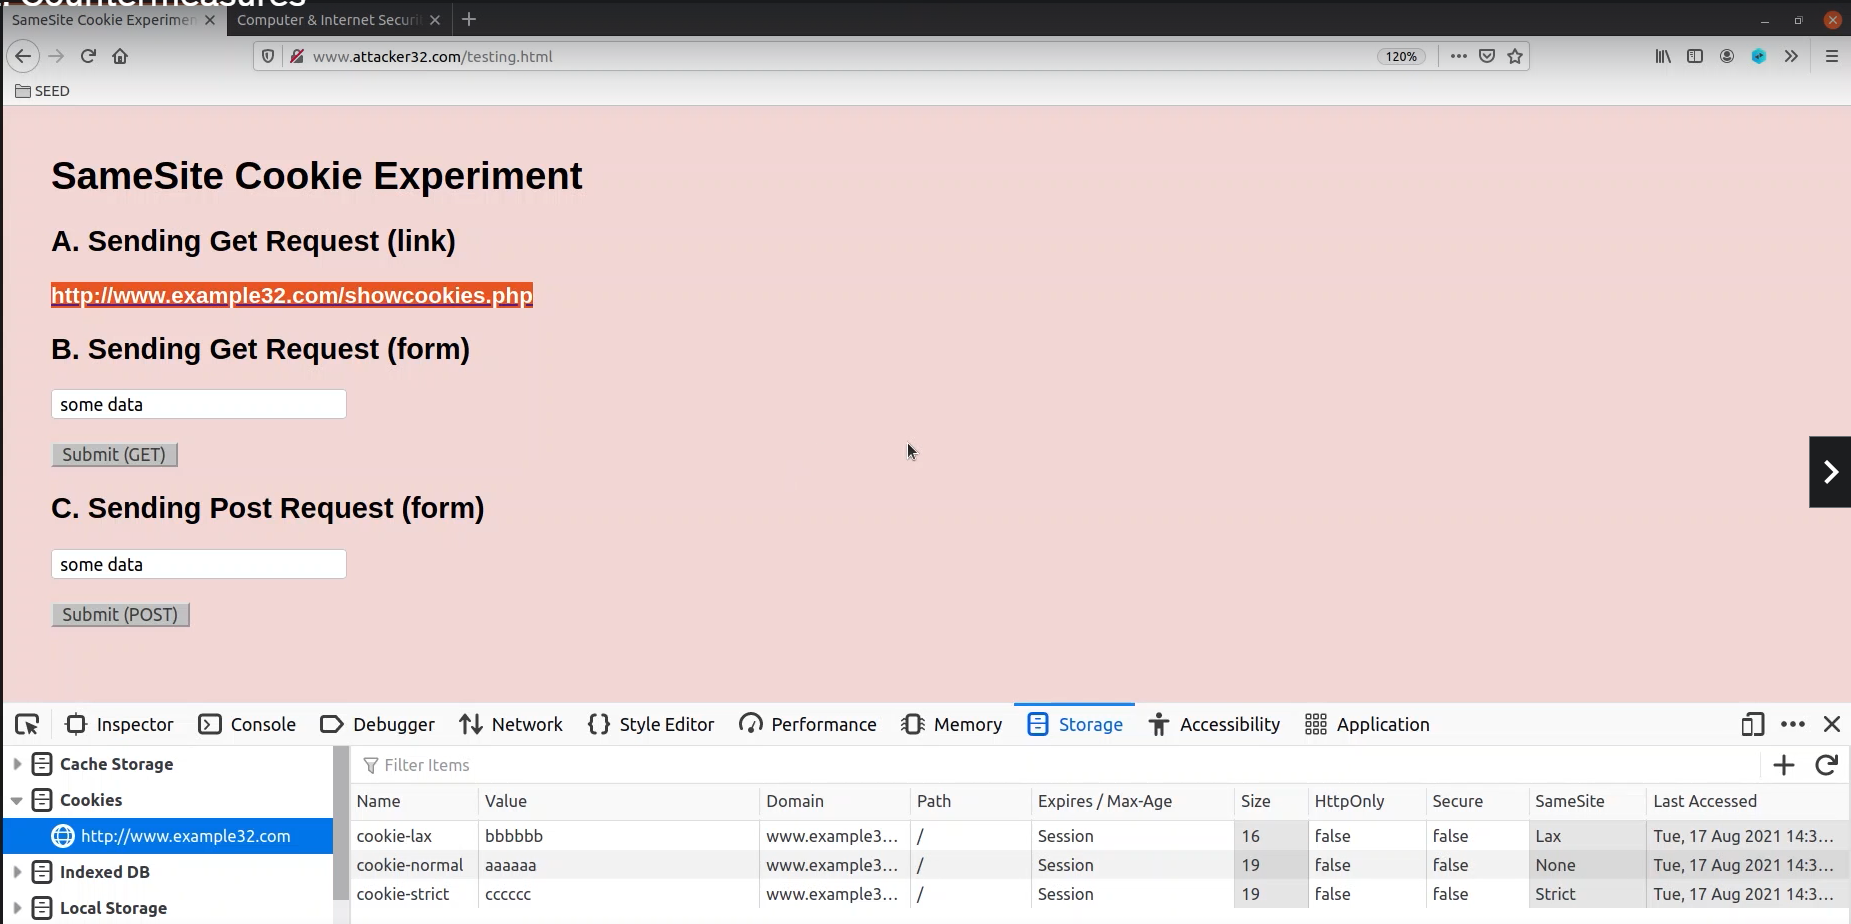 . Countermeasures
SameSite Cookie Experimen
Computer & Internet Securi
www.attacker32.com/testing.html
120%
SEED
SameSite Cookie Experiment
A. Sending Get Request (link)
http://www.example32.com/showcookies.php
B. Sending Get Request (form)
some data
Submit (GET)
C. Sending Post Request (form)
some data
Submit (POST)
Inspector Console Debugger Network Style Editor Performance Memory Storage Accessibility Application
Cache Storage
Cookies
http://www.example32.com
Indexed DB
Local Storage
Filter Items
Name Value Domain Path Expires / Max-Age Size HttpOnly Secure SameSite Last Accessed
cookie-lax bbbbbb www.example3... / Session 16 false false Lax Tue, 17 Aug 2021 14:3...
cookie-normal aaaaaa www.example3... / Session 19 false false None Tue, 17 Aug 2021 14:3...
cookie-strict cccccc www.example3... / Session 19 false false Strict Tue, 17 Aug 2021 14:3...